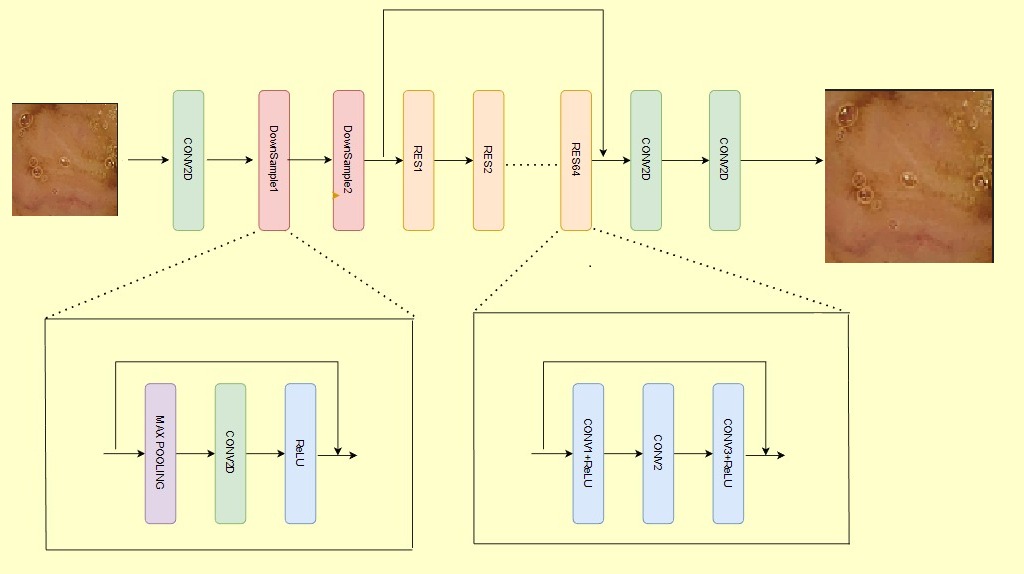 CONV2D
DownSample1
DownSample2
RES1
RES2
RES64
CONV2D
CONV2D
MAX POOLING
CONV2D
ReLU
CONV1+ReLU
CONV2
CONV3+ReLU